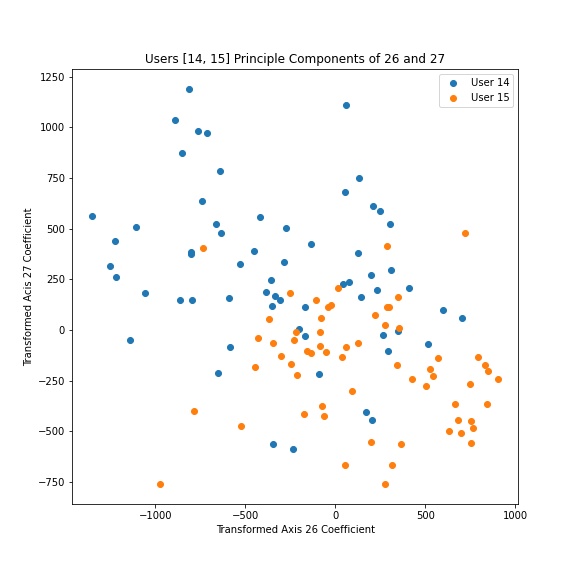 Users [14, 15] Principle Components of 26 and 27
User 14
User 15
Transformed Acis 27 Coefficient
1250
1000
750
500
250
0
−250
−500
−750
−1000
−500
0
500
1000
Transformed Axis 26 Coefficient